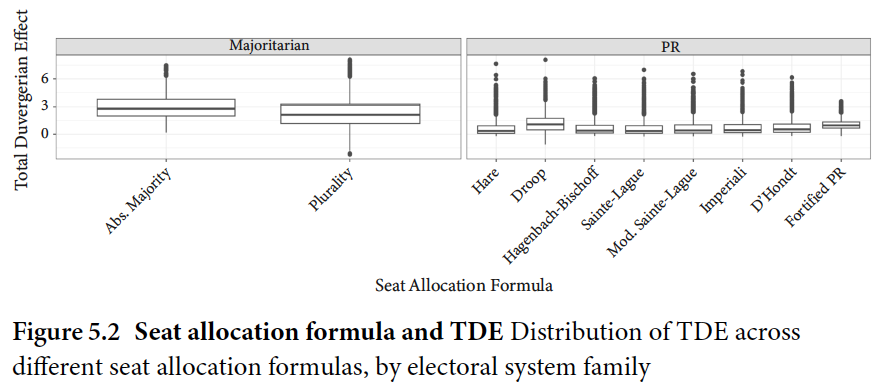 Total Duvergerian Effect
Majoritarian
PR
6
3
0
Abs. Majority
Plurality
Hare
Droop
Hagenbach-Bischoff
Sainte-Lague
Mod. Sainte-Lague
Imperiali
D'Hondt
Fortified PR
Seat Allocation Formula
Figure 5.2 Seat allocation formula and TDE Distribution of TDE across
different seat allocation formulas, by electoral system family